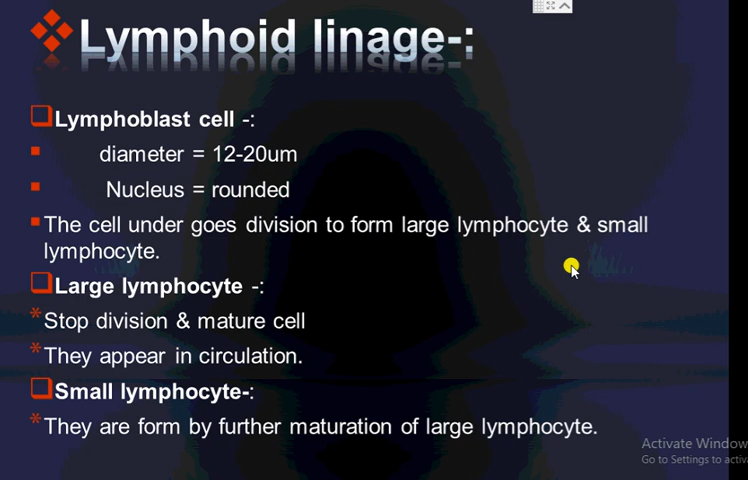 Lymphoid linage-:
Lymphoblast cell -:
diameter = 12-20um
Nucleus = rounded
The cell under goes division to form large lymphocyte & small
lymphocyte.
Large lymphocyte -:
Stop division & mature cell
They appear in circulation.
Small lymphocyte-:
They are form by further maturation of large lymphocyte.
Activate Window
Go to Settings to activ